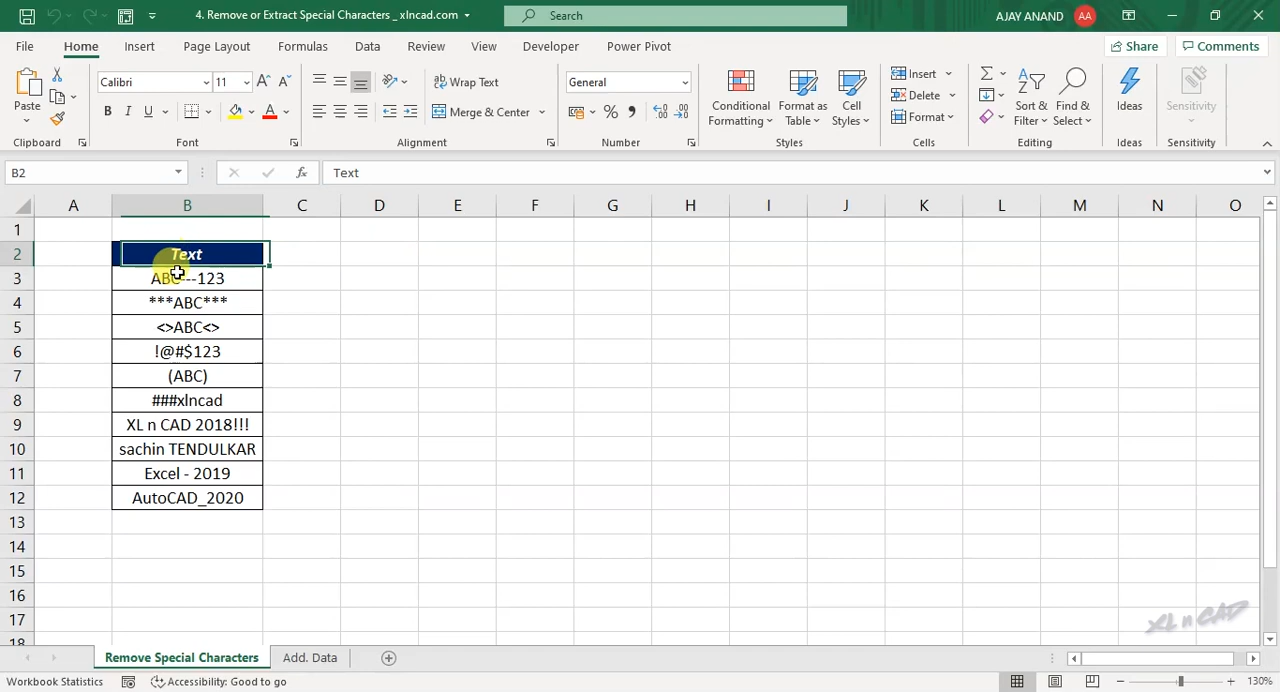 4. Remove or Extract Special Characters _ xlncad.com
Search
AJAY ANAND AA
File Home Insert Page Layout Formulas Data Review View Developer Power Pivot Share Comments
Paste
Calibri 11
Wrap Text
Merge & Center
General
Conditional Formatting
Format as Table
Cell Styles
Insert
Delete
Format
Sort & Filter
Find & Select
Ideas
Sensitivity
Clipboard Font Alignment Number Styles Cells Editing Ideas Sensitivity
B2 fx Text
A B C D E F G H I J K L M N O
1
2 Text
3 ABC---123
4 ***ABC***
5 <>ABC<>
6 !@#$123
7 (ABC)
8 ###xlncad
9 XL n CAD 2018!!!
10 sachin TENDULKAR
11 Excel - 2019
12 AutoCAD_2020
13
14
15
16
17
18
XL n CAD
Remove Special Characters Add. Data
Workbook Statistics Accessibility: Good to go 130%